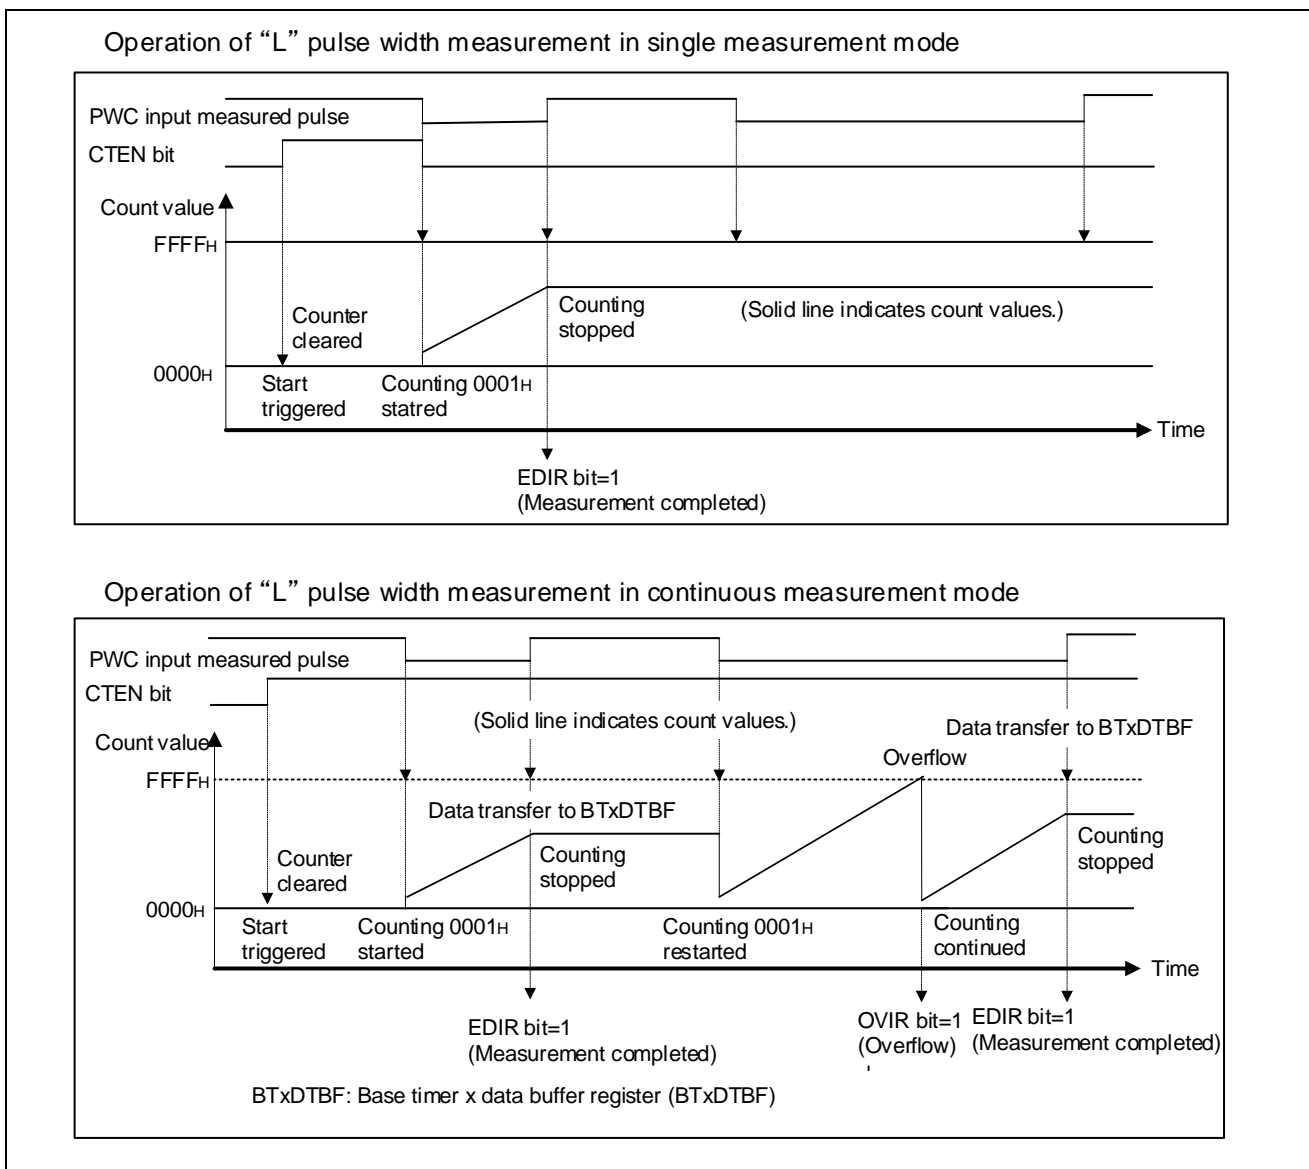 Operation of “L” pulse width measurement in single measurement mode
PWC input measured pulse
CTEN bit
Count value
FFFFH
Counter
cleared
Counting
stopped
(Solid line indicates count values.)
0000H
Start
triggered
Counting 0001H
statred
Time
EDIR bit=1
(Measurement completed)
Operation of “L” pulse width measurement in continuous measurement mode
PWC input measured pulse
CTEN bit
(Solid line indicates count values.)
Data transfer to BTxDTBF
Count value
Overflow
FFFFH
Data transfer to BTxDTBF
Counter
cleared
Counting
stopped
Counting
stopped
0000H
Start
triggered
Counting 0001H
started
Counting 0001H
restarted
Counting
continued
Time
EDIR bit=1
(Measurement completed)
OVIR bit=1
(Overflow)
EDIR bit=1
(Measurement completed)
BTxDTBF: Base timer x data buffer register (BTxDTBF)